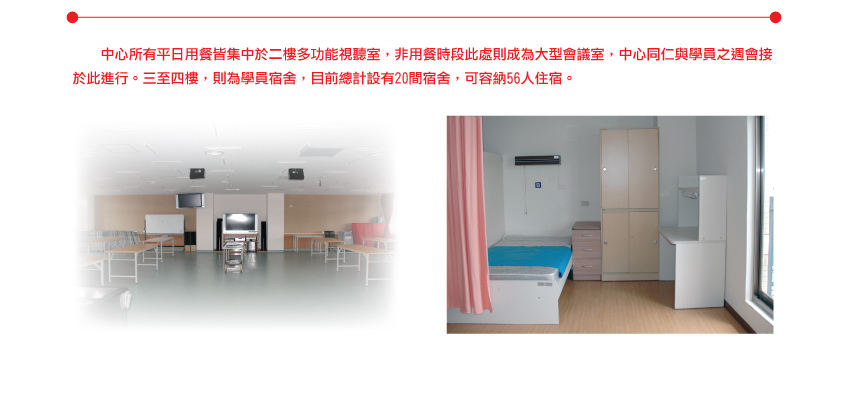 中心所有平日用餐皆集中於二樓多功能視聽室，非用餐時段此處則成為大型會議室，中心同仁與學員之週會接
於此進行。三至四樓，則為學員宿舍，目前總計設有20間宿舍，可容納56人住宿。